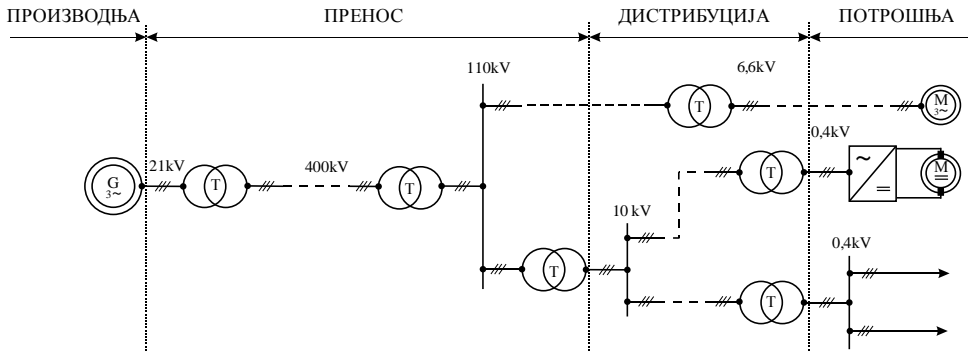 ПРОИЗВОДЊА
ПРЕНОС
ДИСТРИБУЦИЈА
ПОТРОШЊА
110kV
6,6kV
T
M
3~
21kV
400kV
0,4kV
G
3~
T
T
T
~
=
M
=
10 kV
0,4kV
T
T